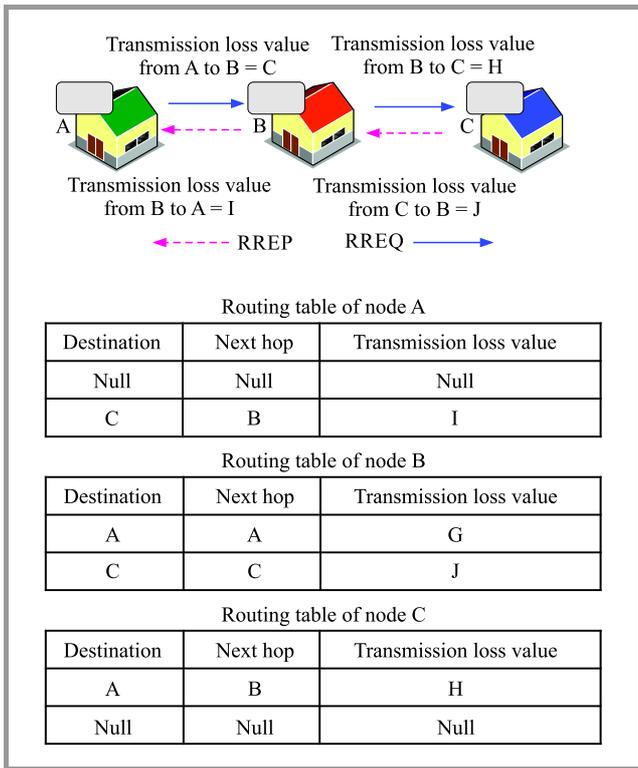 Transmission loss value
from A to B = C
Transmission loss value
from B to C = H
A
B
C
Transmission loss value
from B to A = I
Transmission loss value
from C to B = J
RREP
RREQ
Routing table of node A
Destination Next hop Transmission loss value
Null Null Null
C B I
Routing table of node B
Destination Next hop Transmission loss value
A A G
C C J
Routing table of node C
Destination Next hop Transmission loss value
A B H
Null Null Null